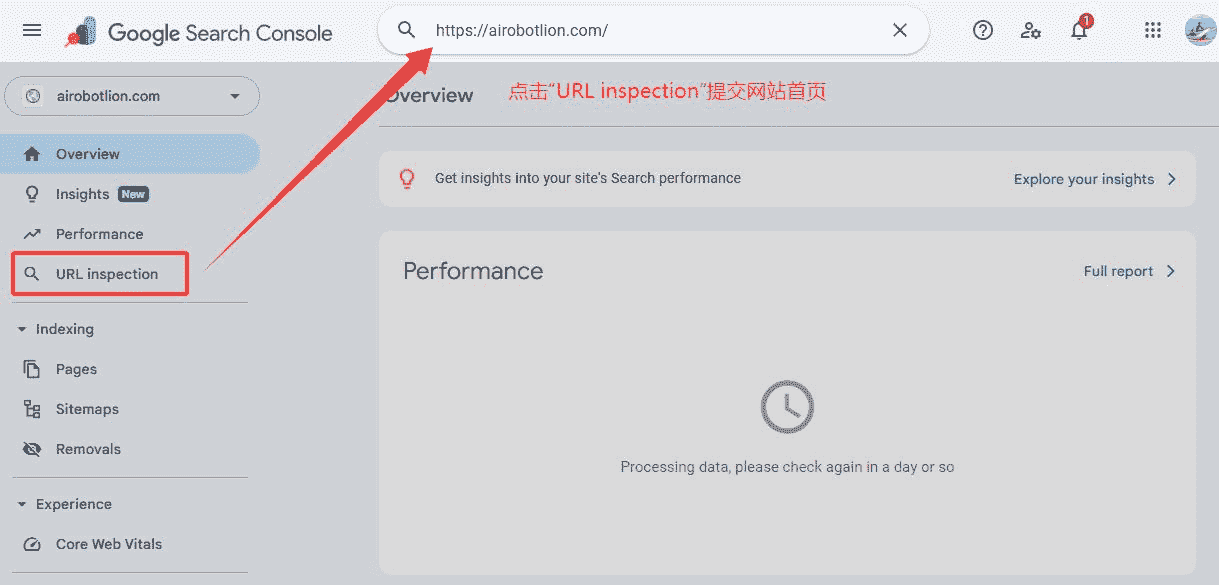 Google Search Console
https://airobotlion.com/
1
airobotlion.com
Overview
点击“URL inspection”提交网站首页
Overview
Insights New
Performance
URL inspection
Indexing
Pages
Sitemaps
Removals
Experience
Core Web Vitals
Get insights into your site's Search performance
Explore your insights
Performance
Full report
Processing data, please check again in a day or so